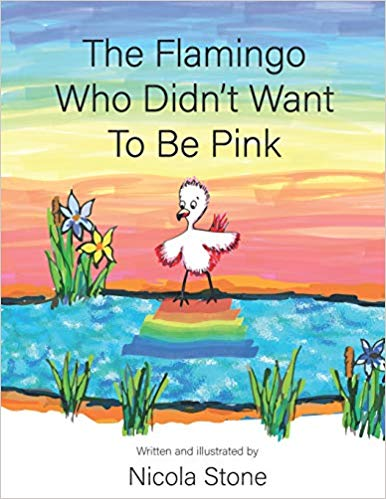 The Flamingo
Who Didn't Want
To Be Pink
Written and illustrated by
Nicola Stone